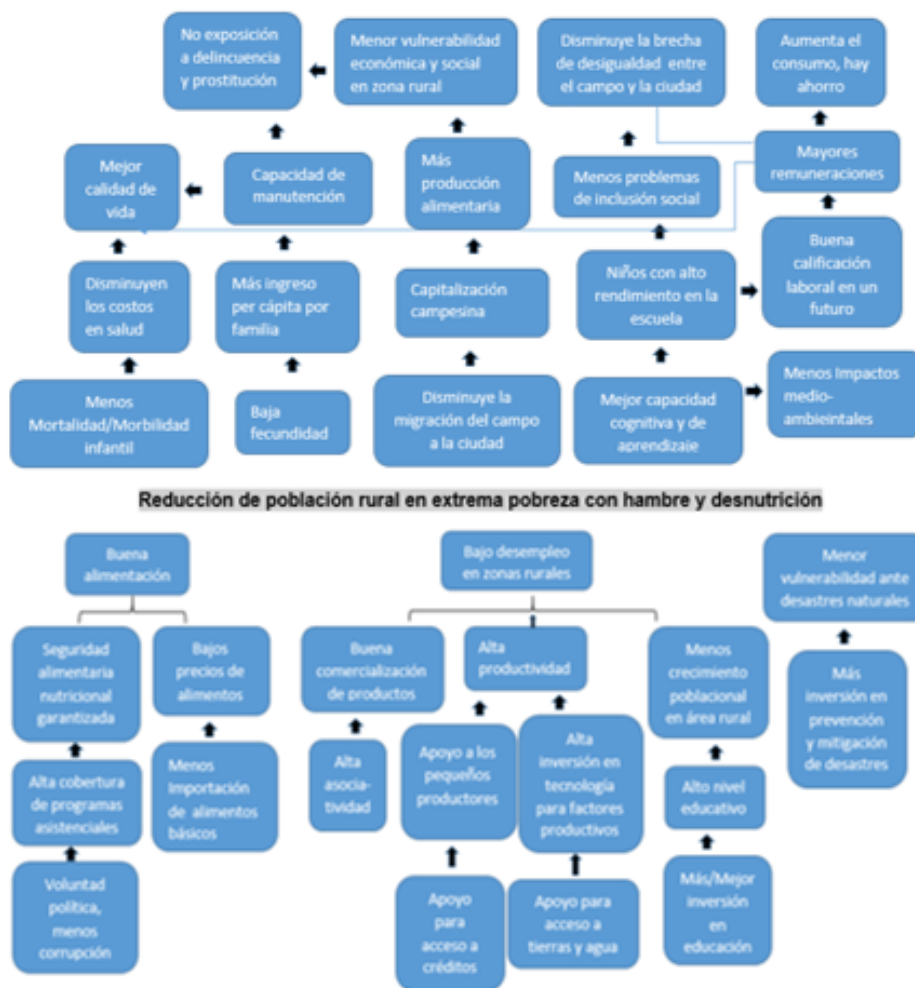 No exposición
a delincuencia
y prostitución
Menor vulnerabilidad
económica y social
en zona rural
Disminuye la brecha
de desigualdad entre
el campo y la ciudad
Aumenta el
consumo, hay
ahorro
Mejor
calidad de
vida
Capacidad de
manutención
Más
producción
alimentaria
Menos problemas
de inclusión social
Mayores
remuneraciones
Disminuyen
los costos
en salud
Más ingreso
per cápita por
familia
Capitalización
campesina
Niños con alto
rendimiento en la
escuela
Buena
calificación
laboral en un
futuro
Menos
Mortalidad/Morbilidad
infantil
Baja
fecundidad
Disminuye la
migración del campo
a la ciudad
Mejor capacidad
cognitiva y de
aprendizaje
Menos Impactos
medio-
ambieintales
Reducción de población rural en extrema pobreza con hambre y desnutrición
Buena
alimentación
Bajo desempleo
en zonas rurales
Menor
vulnerabilidad ante
desastres naturales
Seguridad
alimentaria
nutricional
garantizada
Bajos
precios de
alimentos
Buena
comercialización
de productos
Alta
productividad
Menos
crecimiento
poblacional
en área rural
Más
inversión en
prevención
y mitigación
de desastres
Alta cobertura
de programas
asistenciales
Menos
Importación
de alimentos
básicos
Alta
asocia-
tividad
Apoyo a los
pequeños
productores
Alta
inversión en
tecnología
para factores
productivos
Alto nivel
educativo
Voluntad
política,
menos
corrupción
Apoyo
para
acceso a
créditos
Apoyo para
acceso a
tierras y agua
Más/Mejor
inversión
en
educación